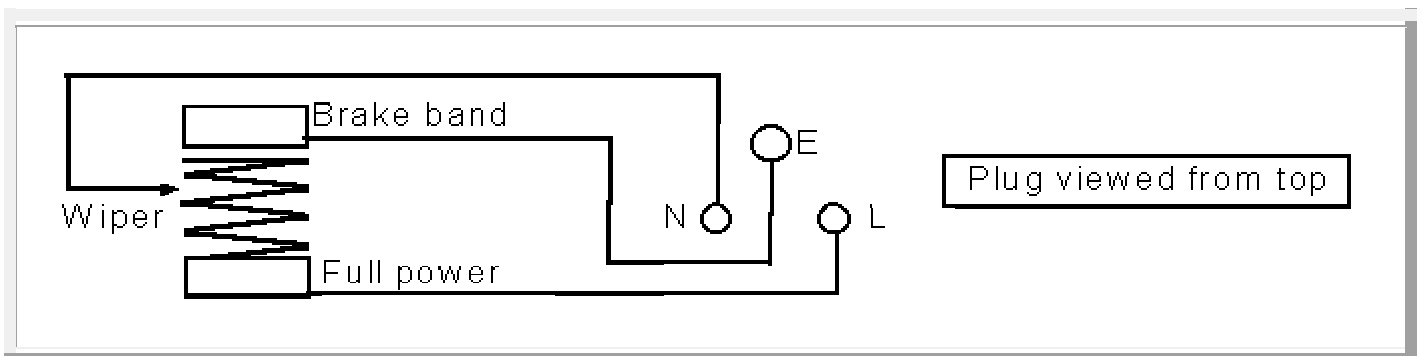 Brake band
E
Plug viewed from top
Wiper
N
L
Full power